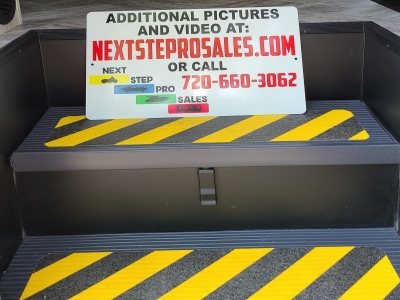 ADDITIONAL PICTURES
AND VIDEO AT:
NEXTSTEPROSALES.COM
OR CALL
720-660-3062
NEXT
STEP
PRO
SALES